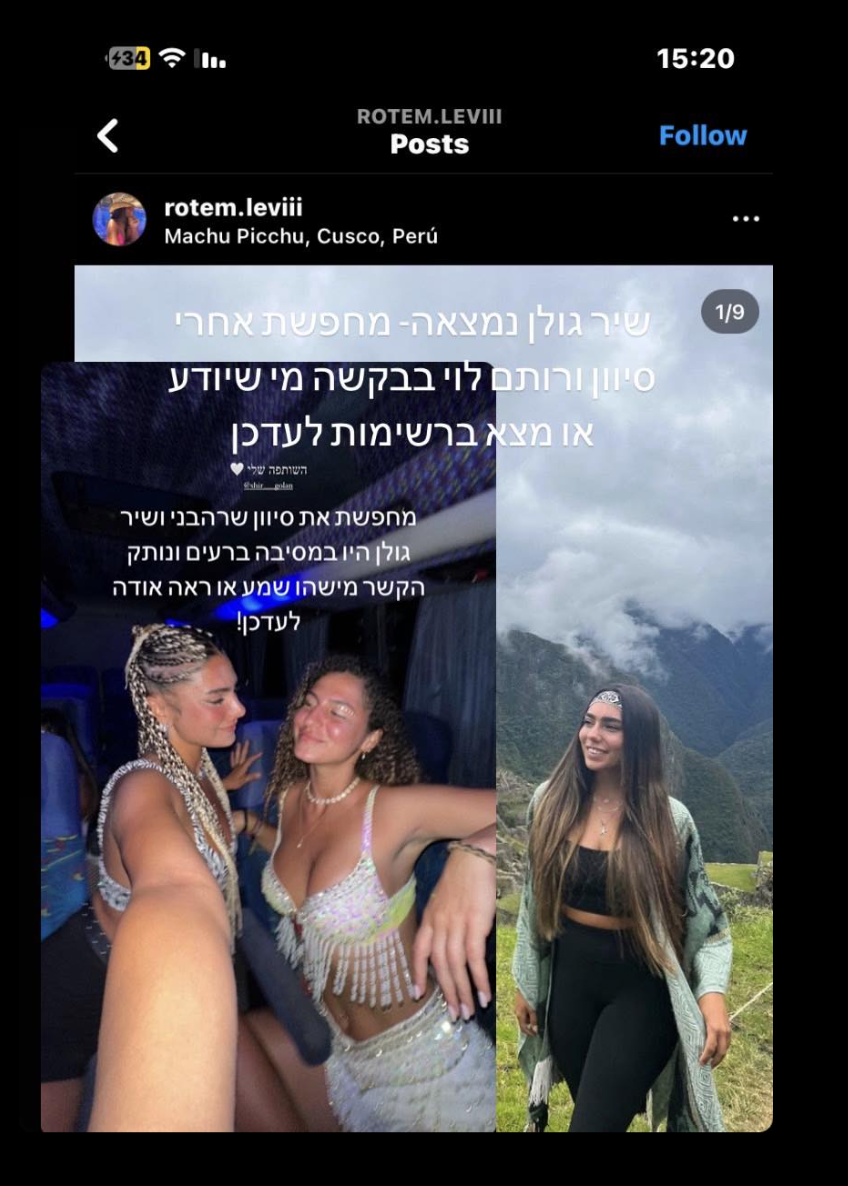 34
15:20
ROTEM.LEVIII
Posts
Follow
rotem.leviii
Machu Picchu, Cusco, Perú
1/9
שיר גולן נמצאה- מחפשת אחרי
סיוון ורותם לוי בבקשה מי שיודע
או מצא ברשימות לעדכן
השותפה שלי
@shir__golan
מחפשת את סיוון שרהבני ושיר
גולן היו במסיבה ברעים ונותק
הקשר מישהו שמע או ראה אודה
לעדכן!